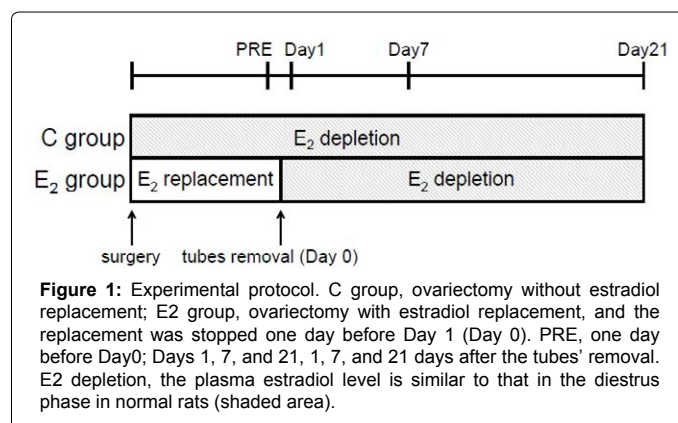 PRE Day1 Day7 Day21
C group E₂ depletion
E₂ group E₂ replacement E₂ depletion
surgery tubes removal (Day 0)
Figure 1: Experimental protocol. C group, ovariectomy without estradiol
replacement; E2 group, ovariectomy with estradiol replacement, and the
replacement was stopped one day before Day 1 (Day 0). PRE, one day
before Day0; Days 1, 7, and 21, 1, 7, and 21 days after the tubes' removal.
E2 depletion, the plasma estradiol level is similar to that in the diestrus
phase in normal rats (shaded area).